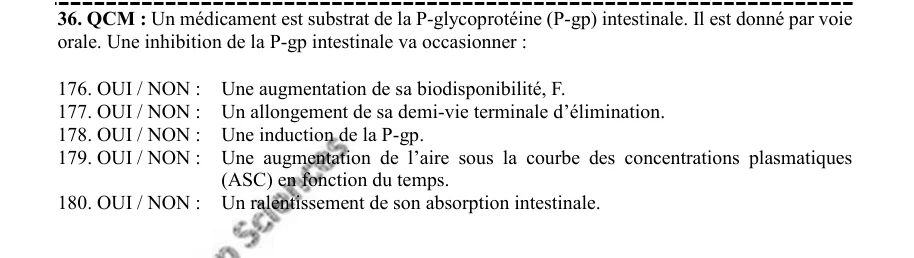 36. QCM : Un médicament est substrat de la P-glycoprotéine (P-gp) intestinale. Il est donné par voie
orale. Une inhibition de la P-gp intestinale va occasionner :
176. OUI / NON : Une augmentation de sa biodisponibilité, F.
177. OUI / NON : Un allongement de sa demi-vie terminale d’élimination.
178. OUI / NON : Une induction de la P-gp.
179. OUI / NON : Une augmentation de l’aire sous la courbe des concentrations plasmatiques
(ASC) en fonction du temps.
180. OUI / NON : Un ralentissement de son absorption intestinale.
Sciences